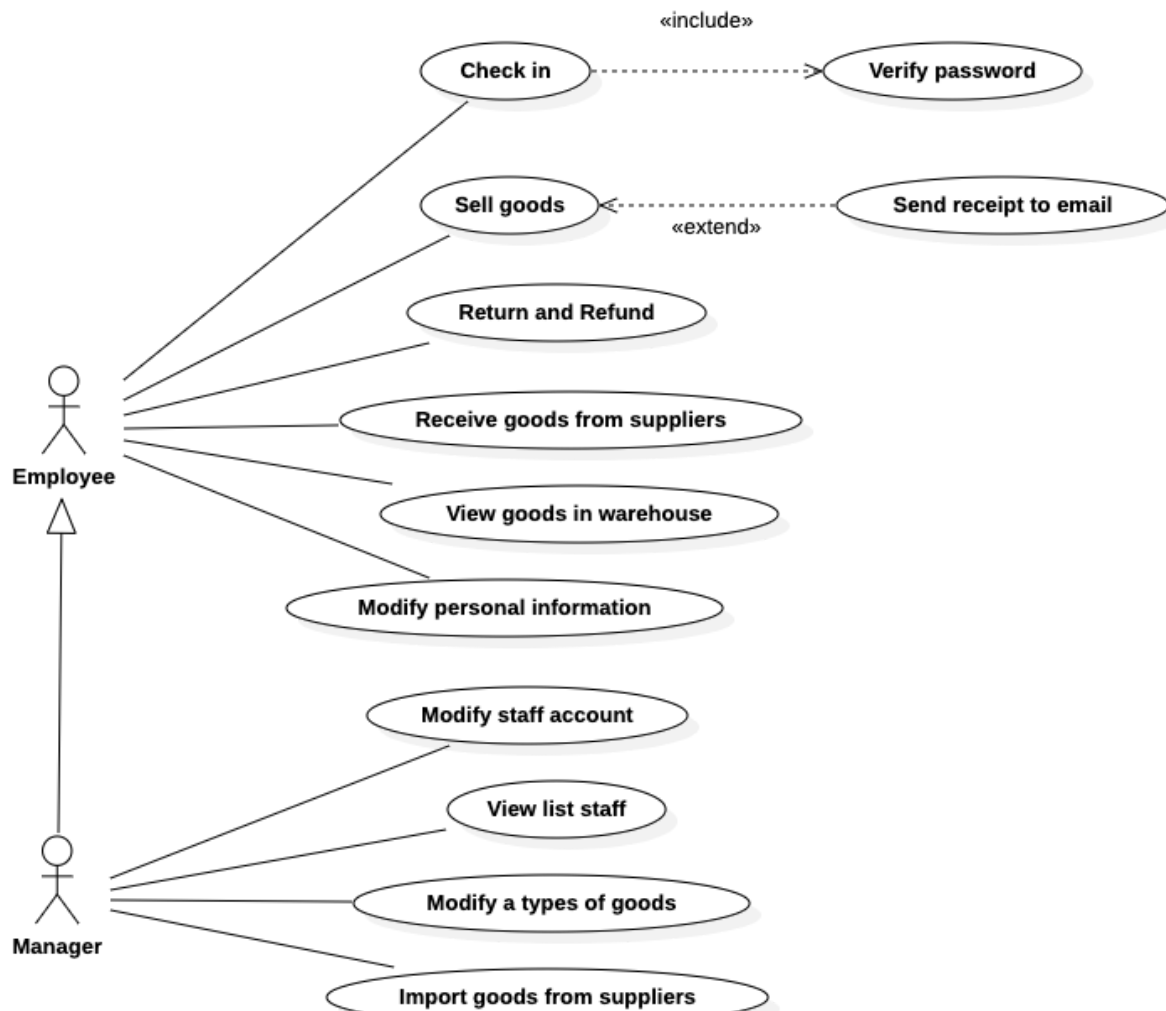 «include»
Check in
Verify password
Sell goods
Send receipt to email
«extend»
Return and Refund
Receive goods from suppliers
Employee
View goods in warehouse
Modify personal information
Modify staff account
View list staff
Modify a types of goods
Manager
Import goods from suppliers